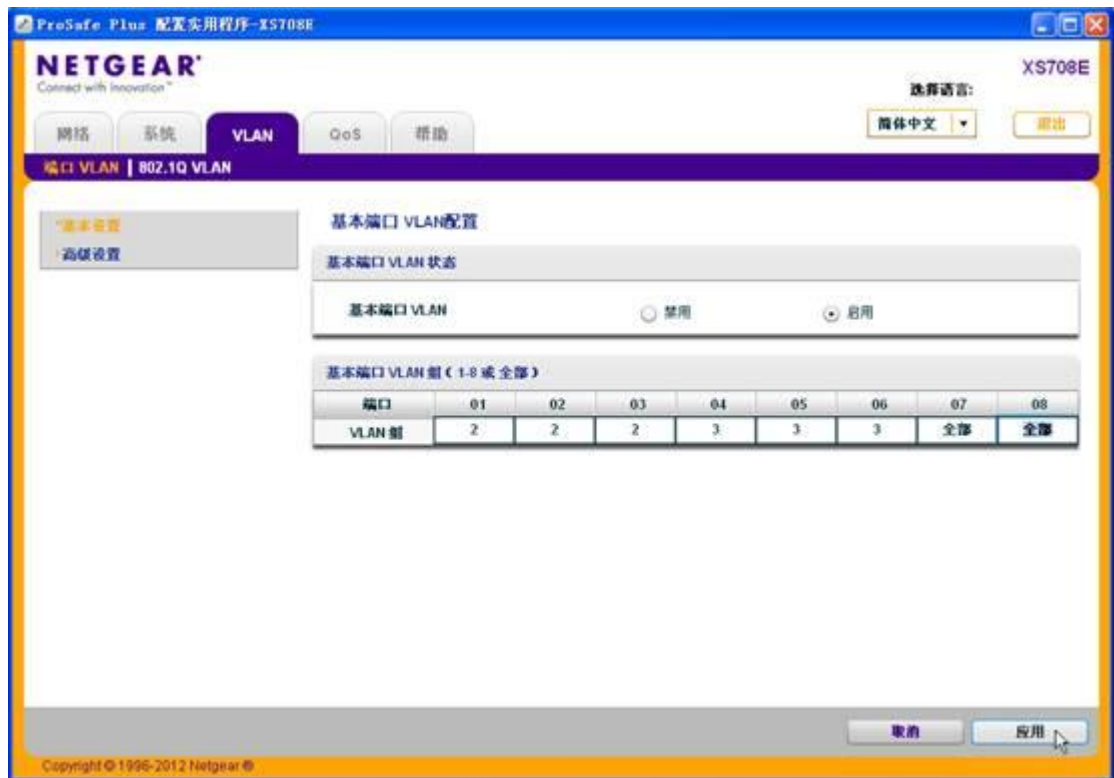 ProSafe Plus 配置实用程序-XS708E
NETGEAR®
Connect with Innovation™
XS708E
选择语言:
网络 系统 VLAN QoS 帮助 简体中文 退出
端口 VLAN | 802.1Q VLAN
基本设置
高级设置
基本端口 VLAN配置
基本端口 VLAN 状态
基本端口 VLAN 禁用 启用
基本端口 VLAN 组 ( 1-8 或 全部 )
端口 01 02 03 04 05 06 07 08
VLAN 组 2 2 2 3 3 3 全部 全部
取消 应用
Copyright © 1996-2012 Netgear ®